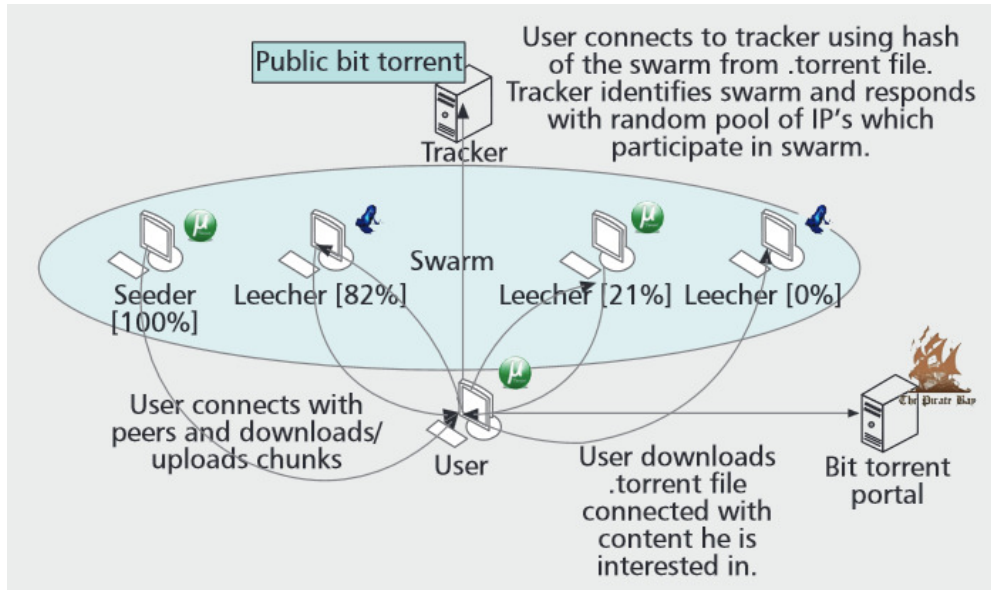 Public bit torrent
User connects to tracker using hash
of the swarm from .torrent file.
Tracker identifies swarm and responds
with random pool of IP's which
participate in swarm.
Tracker
Swarm
Seeder
[100%]
Leecher [82%]
Leecher [21%]
Leecher [0%]
User connects with
peers and downloads/
uploads chunks
User
User downloads
.torrent file
connected with
content he is
interested in.
The Pirate Bay
Bit torrent
portal
µ
µ
µ